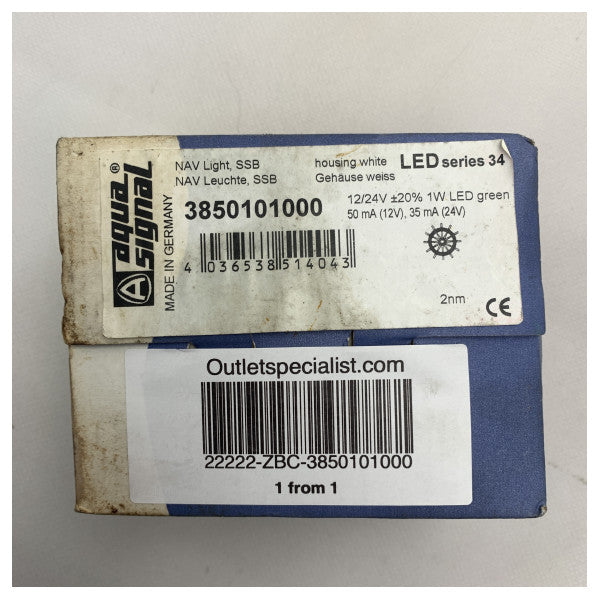 aqua
signal
®
MADE IN GERMANY
NAV Light, SSB
NAV Leuchte, SSB
housing white
Gehäuse weiss
LED series 34
3850101000
12/24V ±20% 1W LED green
50 mA (12V), 35 mA (24V)
4 036538 514043
2nm
CE
Outletspecialist.com
22222-ZBC-3850101000
1 from 1